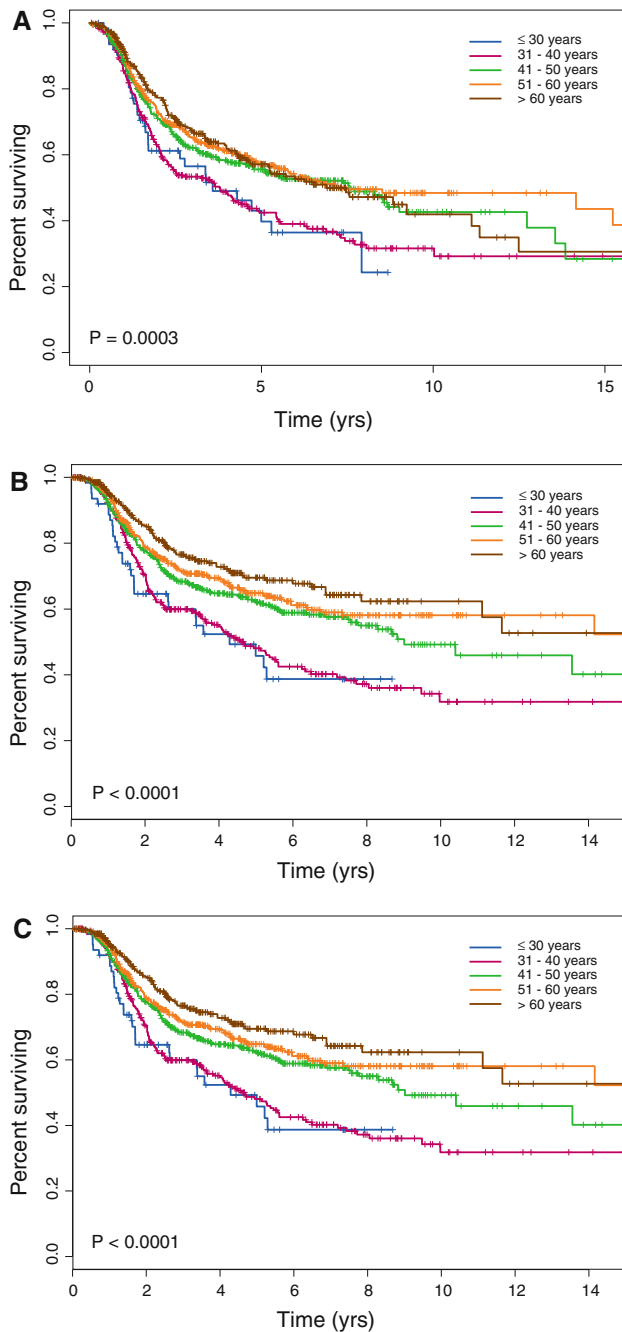 A
Percent surviving
1.0
0.8
0.6
0.4
0.2
0.0
≤ 30 years
31 - 40 years
41 - 50 years
51 - 60 years
> 60 years
P = 0.0003
0 5 10 15
Time (yrs)
B
Percent surviving
1.0
0.8
0.6
0.4
0.2
0.0
≤ 30 years
31 - 40 years
41 - 50 years
51 - 60 years
> 60 years
P < 0.0001
0 2 4 6 8 10 12 14
Time (yrs)
C
Percent surviving
1.0
0.8
0.6
0.4
0.2
0.0
≤ 30 years
31 - 40 years
41 - 50 years
51 - 60 years
> 60 years
P < 0.0001
0 2 4 6 8 10 12 14
Time (yrs)